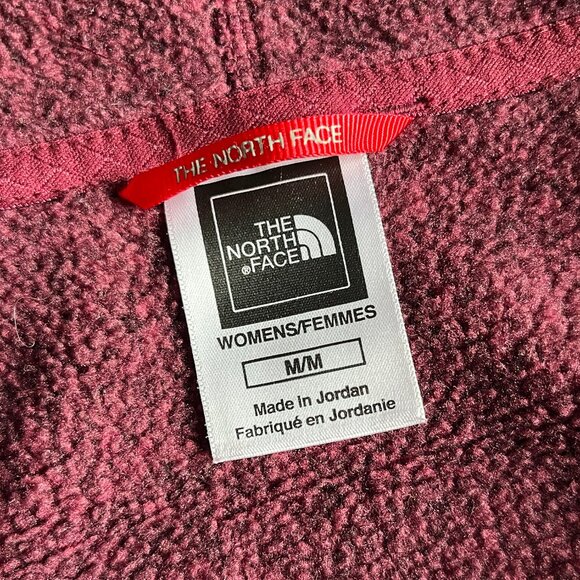 THE NORTH FACE
THE
NORTH
®FACE
WOMENS/FEMMES
M/M
Made in Jordan
Fabriqué en Jordanie